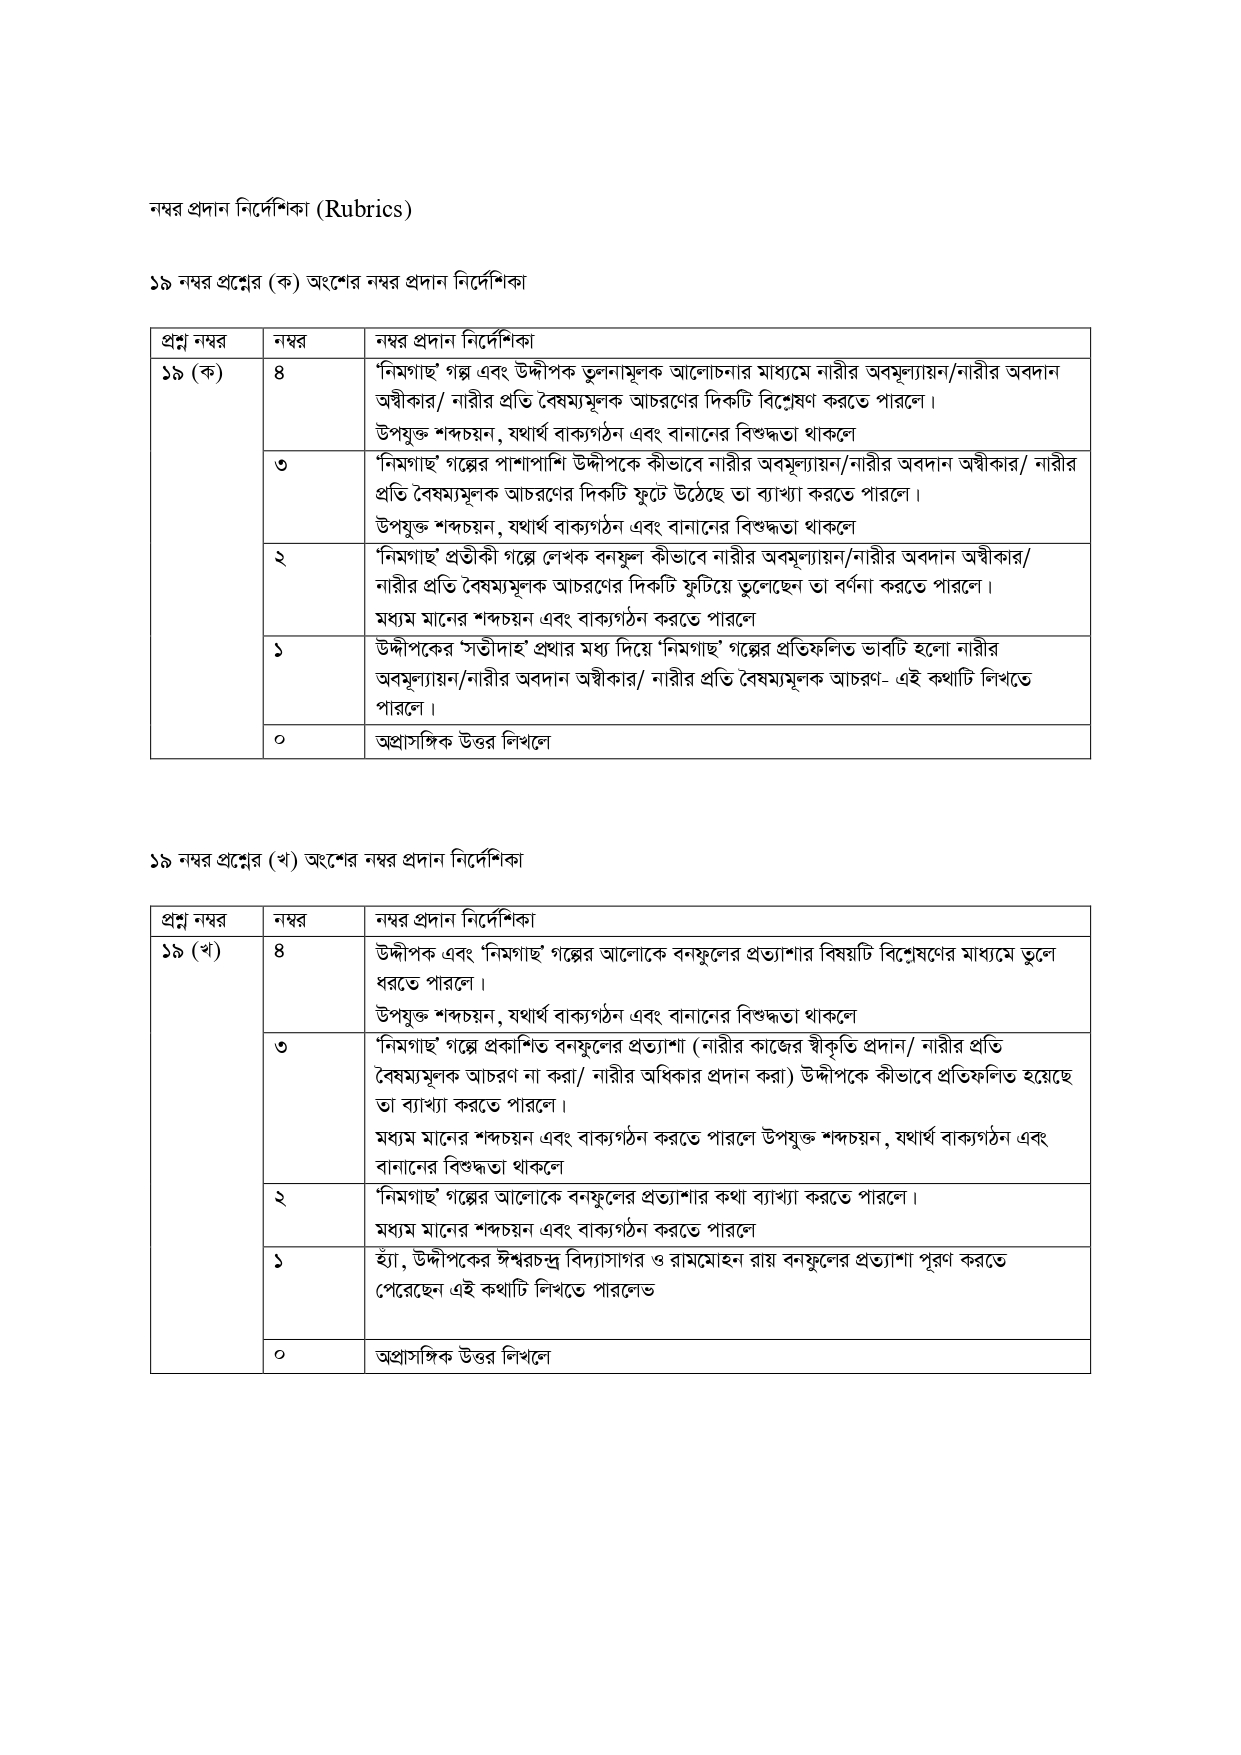 নম্বর প্রদান নির্দেশিকা (Rubrics)
১৯ নম্বর প্রশ্নের (ক) অংশের নম্বর প্রদান নির্দেশিকা
প্রশ্ন নম্বর নম্বর নম্বর প্রদান নির্দেশিকা
১৯ (ক) ৪ ‘নিমগাছ’ গল্প এবং উদ্দীপক তুলনামূলক আলোচনার মাধ্যমে নারীর অবমূল্যায়ন/নারীর অবদান
অস্বীকার/ নারীর প্রতি বৈষম্যমূলক আচরণের দিকটি বিশ্লেষণ করতে পারলে।
উপযুক্ত শব্দচয়ন, যথার্থ বাক্যগঠন এবং বানানের বিশুদ্ধতা থাকলে
৩ ‘নিমগাছ’ গল্পের পাশাপাশি উদ্দীপকে কীভাবে নারীর অবমূল্যায়ন/নারীর অবদান অস্বীকার/ নারীর
প্রতি বৈষম্যমূলক আচরণের দিকটি ফুটে উঠেছে তা ব্যাখ্যা করতে পারলে।
উপযুক্ত শব্দচয়ন, যথার্থ বাক্যগঠন এবং বানানের বিশুদ্ধতা থাকলে
২ ‘নিমগাছ’ প্রতীকী গল্পে লেখক বনফুল কীভাবে নারীর অবমূল্যায়ন/নারীর অবদান অস্বীকার/
নারীর প্রতি বৈষম্যমূলক আচরণের দিকটি ফুটিয়ে তুলেছেন তা বর্ণনা করতে পারলে।
মধ্যম মানের শব্দচয়ন এবং বাক্যগঠন করতে পারলে
১ উদ্দীপকের ‘সতীদাহ’ প্রথার মধ্য দিয়ে ‘নিমগাছ’ গল্পের প্রতিফলিত ভাবটি হলো নারীর
অবমূল্যায়ন/নারীর অবদান অস্বীকার/ নারীর প্রতি বৈষম্যমূলক আচরণ- এই কথাটি লিখতে
পারলে।
০ অপ্রাসঙ্গিক উত্তর লিখলে
১৯ নম্বর প্রশ্নের (খ) অংশের নম্বর প্রদান নির্দেশিকা
প্রশ্ন নম্বর নম্বর নম্বর প্রদান নির্দেশিকা
১৯ (খ) ৪ উদ্দীপক এবং ‘নিমগাছ’ গল্পের আলোকে বনফুলের প্রত্যাশার বিষয়টি বিশ্লেষণের মাধ্যমে তুলে
ধরতে পারলে।
উপযুক্ত শব্দচয়ন, যথার্থ বাক্যগঠন এবং বানানের বিশুদ্ধতা থাকলে
৩ ‘নিমগাছ’ গল্পে প্রকাশিত বনফুলের প্রত্যাশা (নারীর কাজের স্বীকৃতি প্রদান/ নারীর প্রতি
বৈষম্যমূলক আচরণ না করা/ নারীর অধিকার প্রদান করা) উদ্দীপকে কীভাবে প্রতিফলিত হয়েছে
তা ব্যাখ্যা করতে পারলে।
মধ্যম মানের শব্দচয়ন এবং বাক্যগঠন করতে পারলে উপযুক্ত শব্দচয়ন, যথার্থ বাক্যগঠন এবং
বানানের বিশুদ্ধতা থাকলে
২ ‘নিমগাছ’ গল্পের আলোকে বনফুলের প্রত্যাশার কথা ব্যাখ্যা করতে পারলে।
মধ্যম মানের শব্দচয়ন এবং বাক্যগঠন করতে পারলে
১ হ্যাঁ, উদ্দীপকের ঈশ্বরচন্দ্র বিদ্যাসাগর ও রামমোহন রায় বনফুলের প্রত্যাশা পূরণ করতে
পেরেছেন এই কথাটি লিখতে পারলেভ
০ অপ্রাসঙ্গিক উত্তর লিখলে